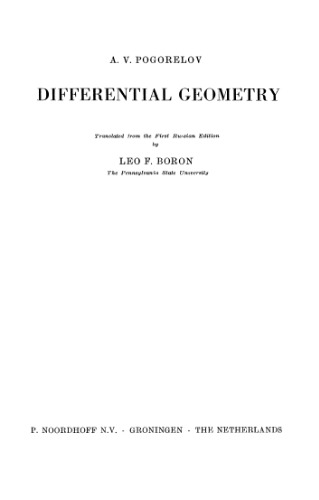 A. V. POGORELOV
DIFFERENTIAL GEOMETRY
Translated from the First Russian Edition
by
LEO F. BORON
The Pennsylvania State University
P. NOORDHOFF N.V. - GRONINGEN - THE NETHERLANDS